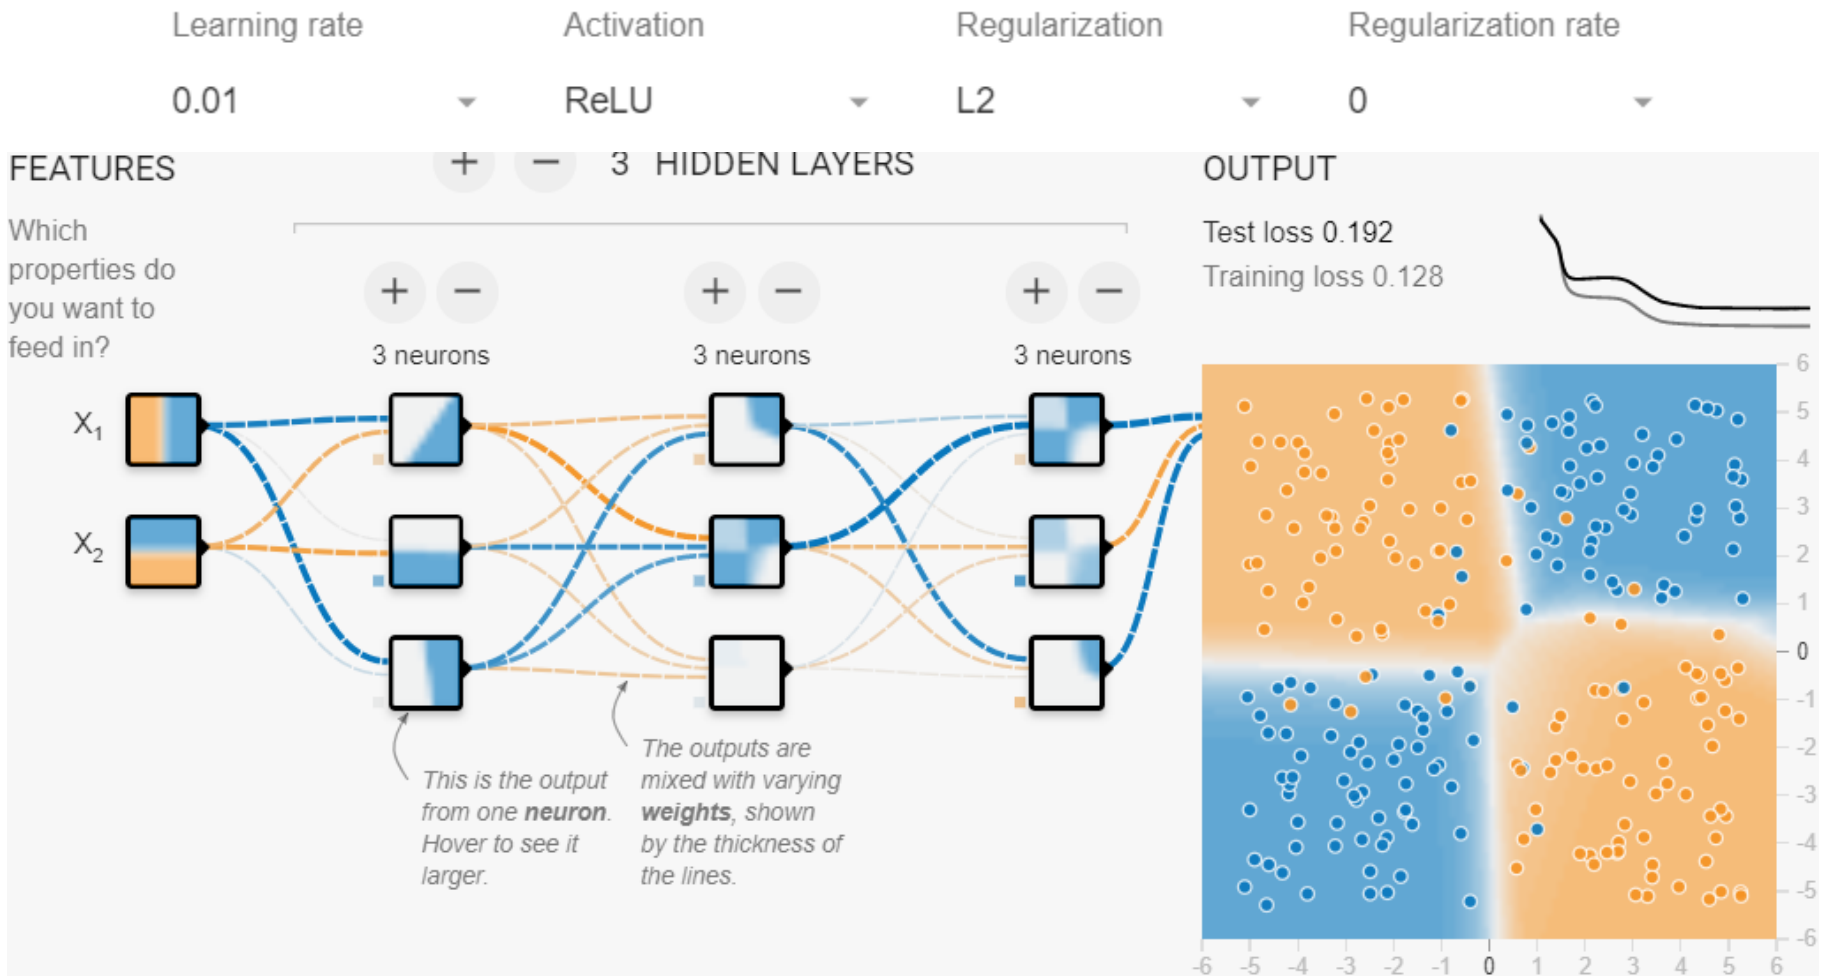 Learning rate
Activation
Regularization
Regularization rate
0.01
ReLU
L2
0
FEATURES
+ − 3 HIDDEN LAYERS
OUTPUT
Which
properties do
you want to
feed in?
Test loss 0.192
Training loss 0.128
+ −
+ −
+ −
3 neurons
3 neurons
3 neurons
X1
X2
This is the output
from one neuron.
Hover to see it
larger.
The outputs are
mixed with varying
weights, shown
by the thickness of
the lines.
6
5
4
3
2
1
0
-1
-2
-3
-4
-5
-6
-6 -5 -4 -3 -2 -1 0 1 2 3 4 5 6